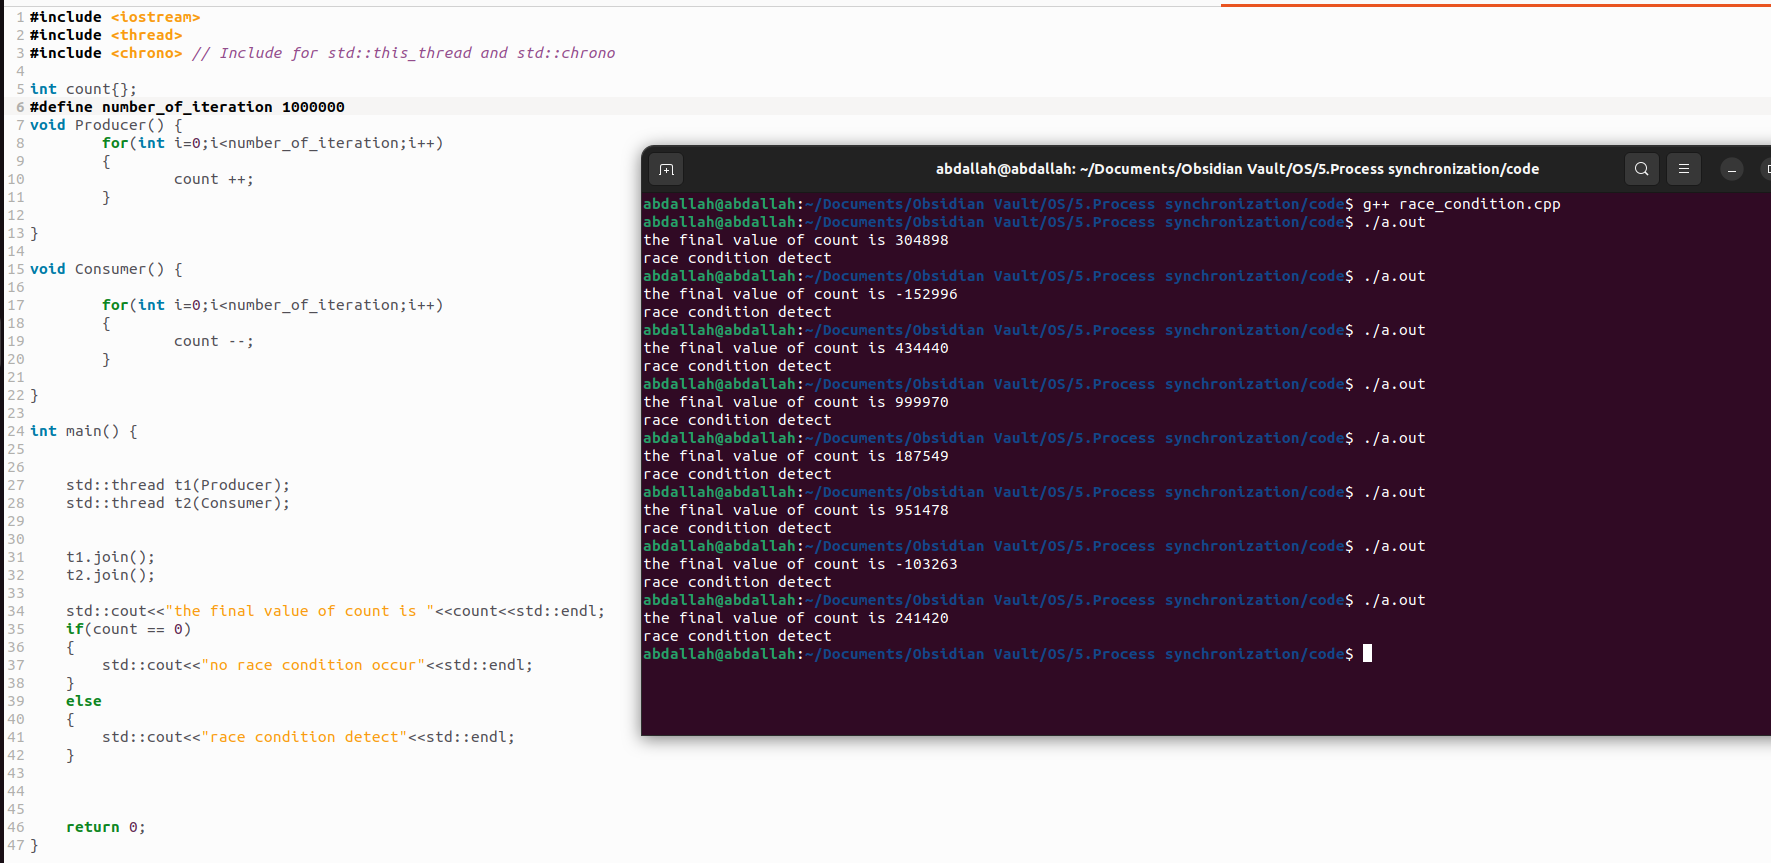 1 #include <iostream>
2 #include <thread>
3 #include <chrono> // Include for std::this_thread and std::chrono
4
5 int count{};
6 #define number_of_iteration 1000000
7 void Producer() {
8         for(int i=0;i<number_of_iteration;i++)
9         {
10                 count ++;
11         }
12
13 }
14
15 void Consumer() {
16
17         for(int i=0;i<number_of_iteration;i++)
18         {
19                 count --;
20         }
21
22 }
23
24 int main() {
25
26
27     std::thread t1(Producer);
28     std::thread t2(Consumer);
29
30
31     t1.join();
32     t2.join();
33
34     std::cout<<"the final value of count is "<<count<<std::endl;
35     if(count == 0)
36     {
37         std::cout<<"no race condition occur"<<std::endl;
38     }
39     else
40     {
41         std::cout<<"race condition detect"<<std::endl;
42     }
43
44
45
46     return 0;
47 }
abdallah@abdallah: ~/Documents/Obsidian Vault/OS/5.Process synchronization/code
abdallah@abdallah:~/Documents/Obsidian Vault/OS/5.Process synchronization/code$ g++ race_condition.cpp
abdallah@abdallah:~/Documents/Obsidian Vault/OS/5.Process synchronization/code$ ./a.out
the final value of count is 304898
race condition detect
abdallah@abdallah:~/Documents/Obsidian Vault/OS/5.Process synchronization/code$ ./a.out
the final value of count is -152996
race condition detect
abdallah@abdallah:~/Documents/Obsidian Vault/OS/5.Process synchronization/code$ ./a.out
the final value of count is 434440
race condition detect
abdallah@abdallah:~/Documents/Obsidian Vault/OS/5.Process synchronization/code$ ./a.out
the final value of count is 999970
race condition detect
abdallah@abdallah:~/Documents/Obsidian Vault/OS/5.Process synchronization/code$ ./a.out
the final value of count is 187549
race condition detect
abdallah@abdallah:~/Documents/Obsidian Vault/OS/5.Process synchronization/code$ ./a.out
the final value of count is 951478
race condition detect
abdallah@abdallah:~/Documents/Obsidian Vault/OS/5.Process synchronization/code$ ./a.out
the final value of count is -103263
race condition detect
abdallah@abdallah:~/Documents/Obsidian Vault/OS/5.Process synchronization/code$ ./a.out
the final value of count is 241420
race condition detect
abdallah@abdallah:~/Documents/Obsidian Vault/OS/5.Process synchronization/code$